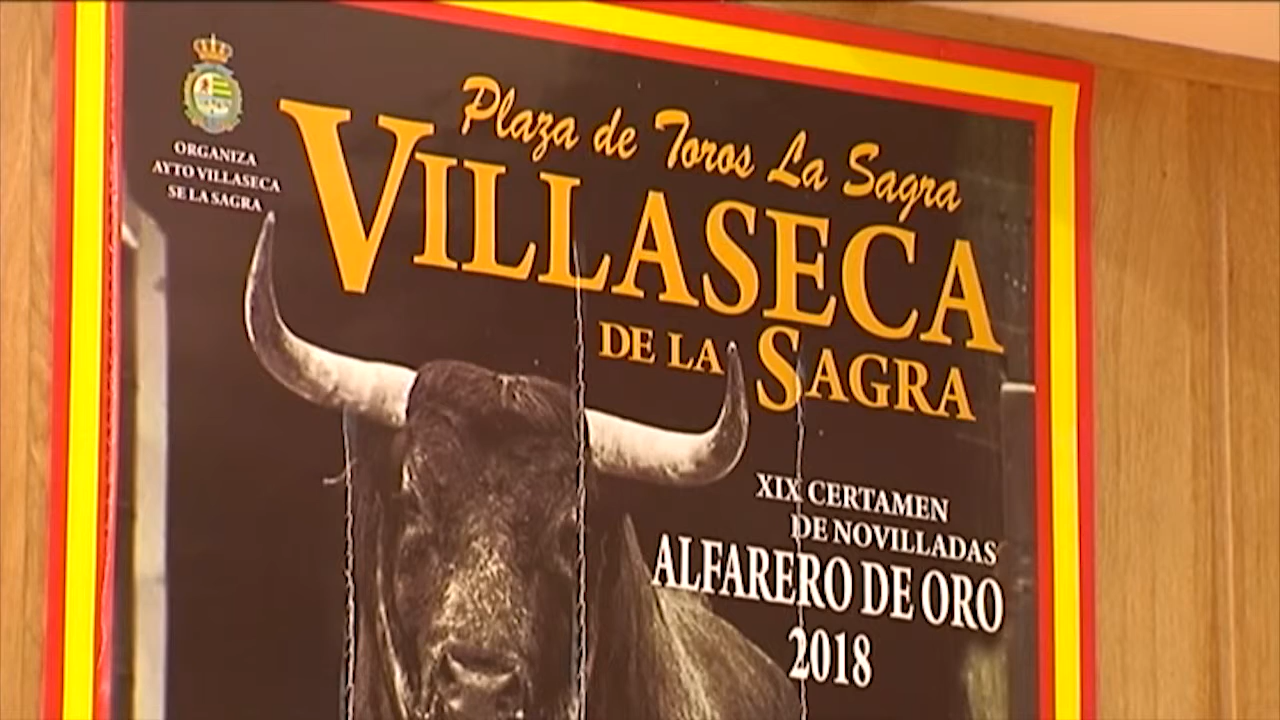 ORGANIZA
AYTO VILLASECA
SE LA SAGRA
Plaza de Toros La Sagra
VILLASECA
DE LA SAGRA
XIX CERTAMEN
DE NOVILLADAS
ALFARERO DE ORO
2018